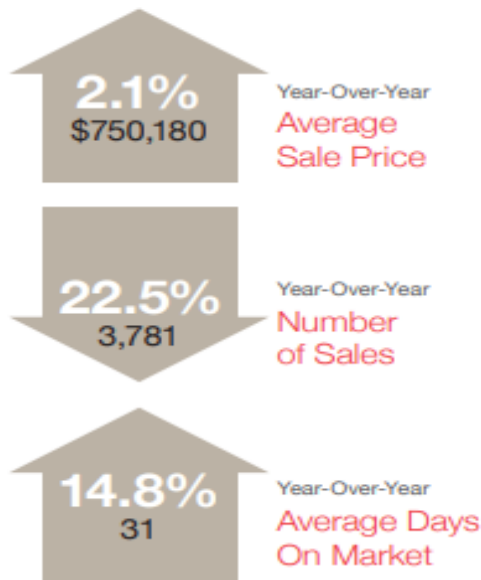 2.1%
$750,180
Year-Over-Year
Average
Sale Price
22.5%
3,781
Year-Over-Year
Number
of Sales
14.8%
31
Year-Over-Year
Average Days
On Market